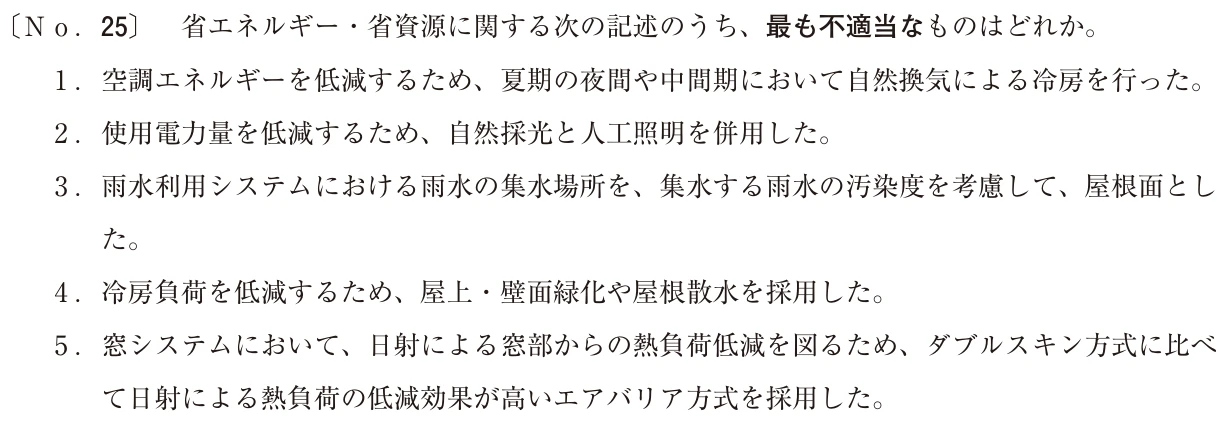 〔Ｎｏ．25〕　省エネルギー・省資源に関する次の記述のうち、最も不適当なものはどれか。
１．空調エネルギーを低減するため、夏期の夜間や中間期において自然換気による冷房を行った。
２．使用電力量を低減するため、自然採光と人工照明を併用した。
３．雨水利用システムにおける雨水の集水場所を、集水する雨水の汚染度を考慮して、屋根面とし
た。
４．冷房負荷を低減するため、屋上・壁面緑化や屋根散水を採用した。
５．窓システムにおいて、日射による窓部からの熱負荷低減を図るため、ダブルスキン方式に比べ
て日射による熱負荷の低減効果が高いエアバリア方式を採用した。